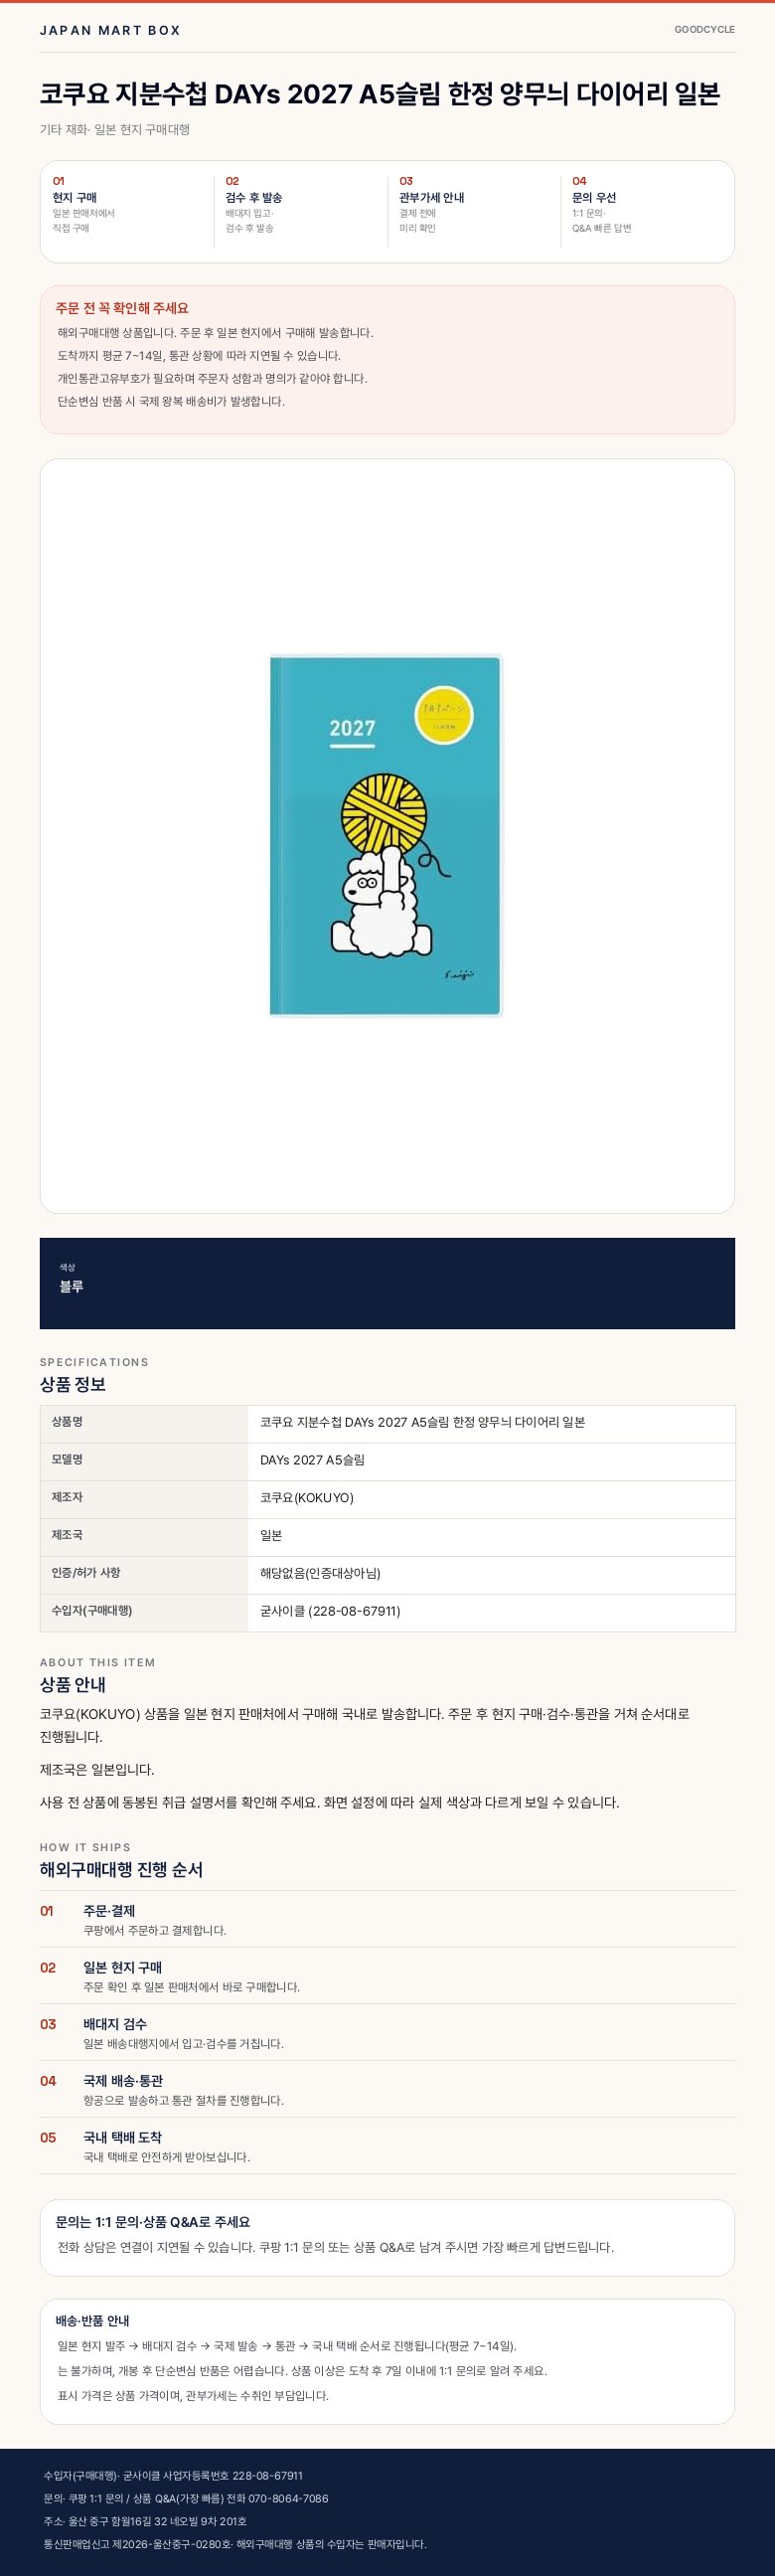 JAPAN MART BOX
GOODCYCLE
코쿠요 지분수첩 DAYs 2027 A5슬림 한정 양무늬 다이어리 일본
기타 재화· 일본 현지 구매대행
01
현지 구매
일본 판매처에서
직접 구매
02
검수 후 발송
배대지 입고·
검수 후 발송
03
관부가세 안내
결제 전에
미리 확인
04
문의 우선
1:1 문의·
Q&A 빠른 답변
주문 전 꼭 확인해 주세요
해외구매대행 상품입니다. 주문 후 일본 현지에서 구매해 발송합니다.
도착까지 평균 7~14일, 통관 상황에 따라 지연될 수 있습니다.
개인통관고유부호가 필요하며 주문자 성함과 명의가 같아야 합니다.
단순변심 반품 시 국제 왕복 배송비가 발생합니다.
2027
색상
블루
SPECIFICATIONS
상품 정보
상품명 코쿠요 지분수첩 DAYs 2027 A5슬림 한정 양무늬 다이어리 일본
모델명 DAYs 2027 A5슬림
제조자 코쿠요(KOKUYO)
제조국 일본
인증/허가 사항 해당없음(인증대상아님)
수입자(구매대행) 굳사이클 (228-08-67911)
ABOUT THIS ITEM
상품 안내
코쿠요(KOKUYO) 상품을 일본 현지 판매처에서 구매해 국내로 발송합니다. 주문 후 현지 구매·검수·통관을 거쳐 순서대로
진행됩니다.
제조국은 일본입니다.
사용 전 상품에 동봉된 취급 설명서를 확인해 주세요. 화면 설정에 따라 실제 색상과 다르게 보일 수 있습니다.
HOW IT SHIPS
해외구매대행 진행 순서
01 주문·결제
쿠팡에서 주문하고 결제합니다.
02 일본 현지 구매
주문 확인 후 일본 판매처에서 바로 구매합니다.
03 배대지 검수
일본 배송대행지에서 입고·검수를 거칩니다.
04 국제 배송·통관
항공으로 발송하고 통관 절차를 진행합니다.
05 국내 택배 도착
국내 택배로 안전하게 받아보십니다.
문의는 1:1 문의·상품 Q&A로 주세요
전화 상담은 연결이 지연될 수 있습니다. 쿠팡 1:1 문의 또는 상품 Q&A로 남겨 주시면 가장 빠르게 답변드립니다.
배송·반품 안내
일본 현지 발주 → 배대지 검수 → 국제 발송 → 통관 → 국내 택배 순서로 진행됩니다(평균 7~14일).
는 불가하며, 개봉 후 단순변심 반품은 어렵습니다. 상품 이상은 도착 후 7일 이내에 1:1 문의로 알려 주세요.
표시 가격은 상품 가격이며, 관부가세는 수취인 부담입니다.
수입자(구매대행)· 굳사이클 사업자등록번호 228-08-67911
문의· 쿠팡 1:1 문의 / 상품 Q&A(가장 빠름) 전화 070-8064-7086
주소· 울산 중구 함월16길 32 네오빌 9차 201호
통신판매업신고 제2026-울산중구-0280호· 해외구매대행 상품의 수입자는 판매자입니다.